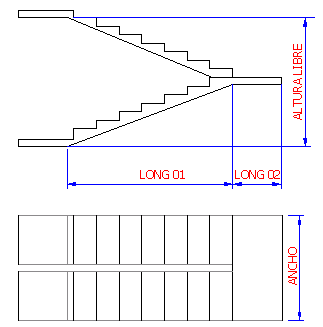 ALTURA LIBRE
LONG 01
LONG 02
ANCHO